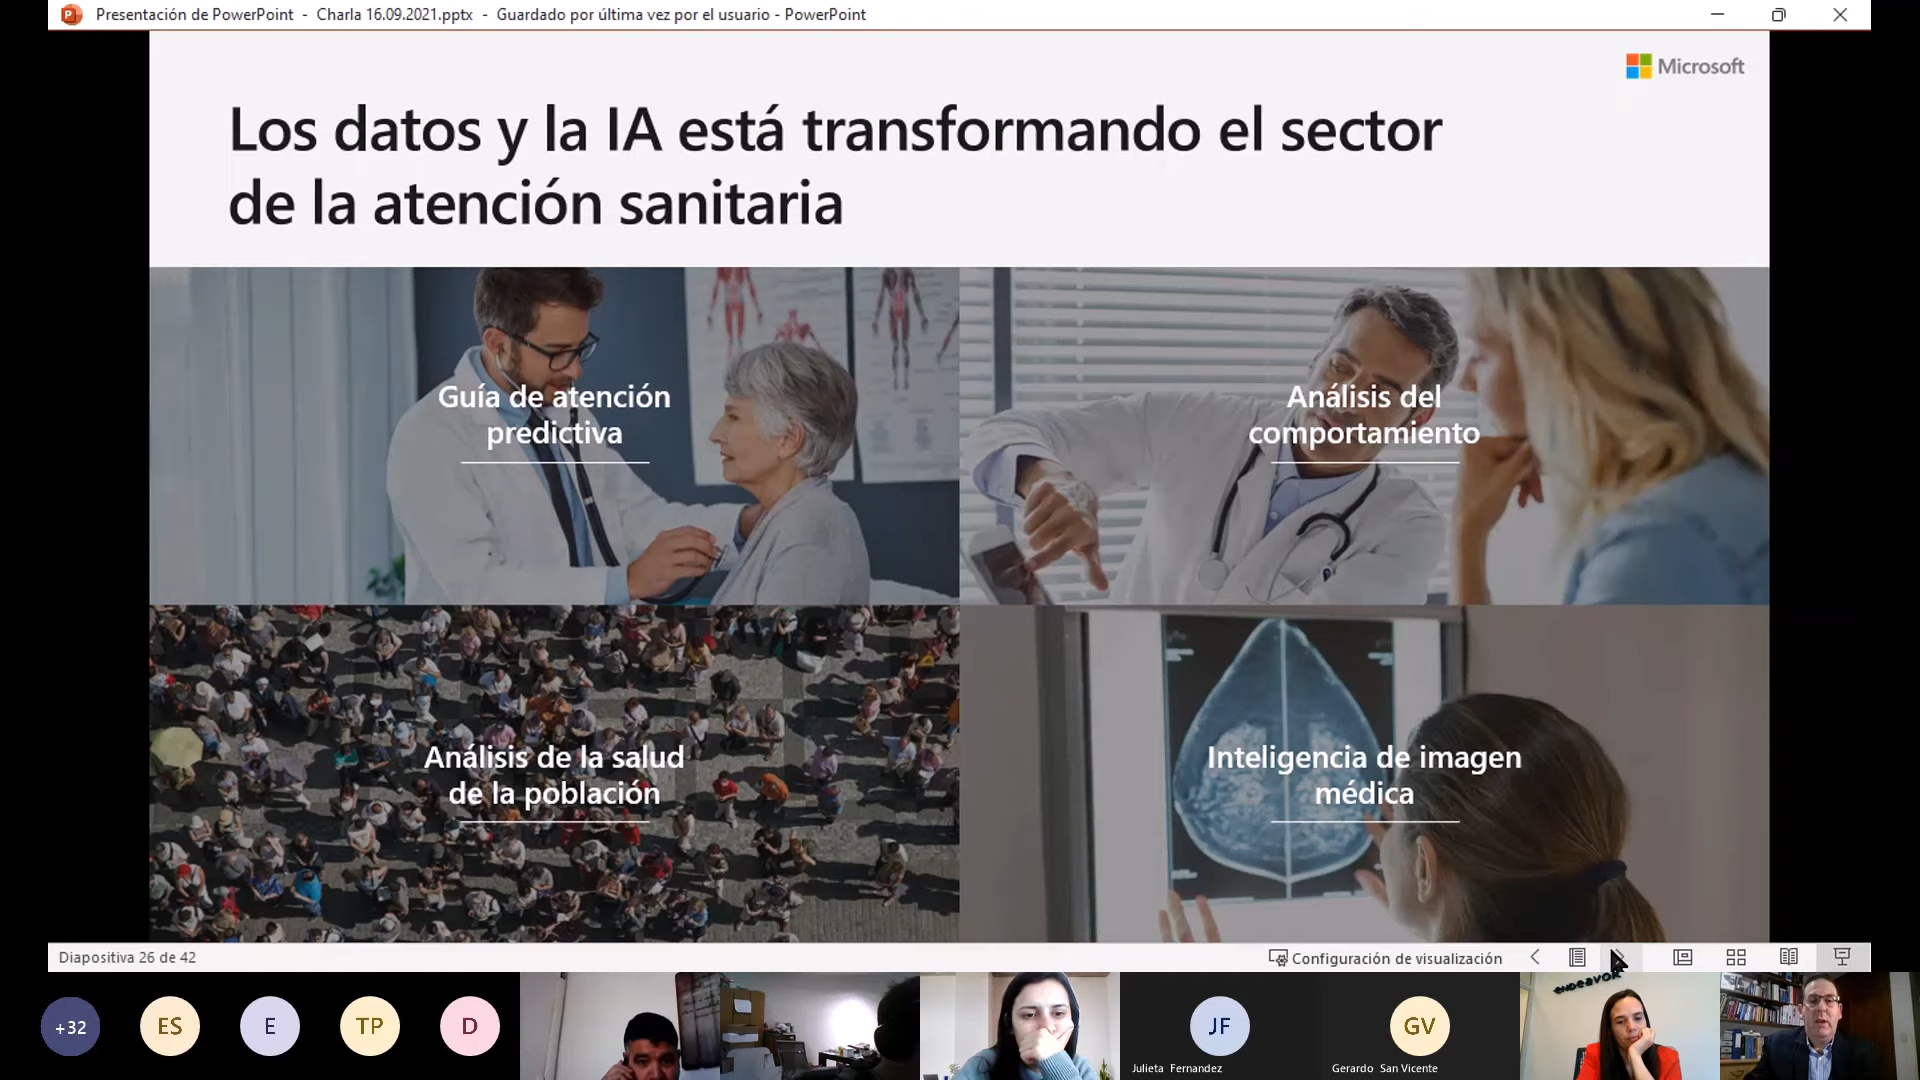 Presentación de PowerPoint - Charla 16.09.2021.pptx - Guardado por última vez por el usuario - PowerPoint
Microsoft
Los datos y la IA está transformando el sector
de la atención sanitaria
Guía de atención
predictiva
Análisis del
comportamiento
Análisis de la salud
de la población
Inteligencia de imagen
médica
Diapositiva 26 de 42
Configuración de visualización
+32
ES
E
TP
D
JF
Julieta Fernandez
GV
Gerardo San Vicente
endeavor